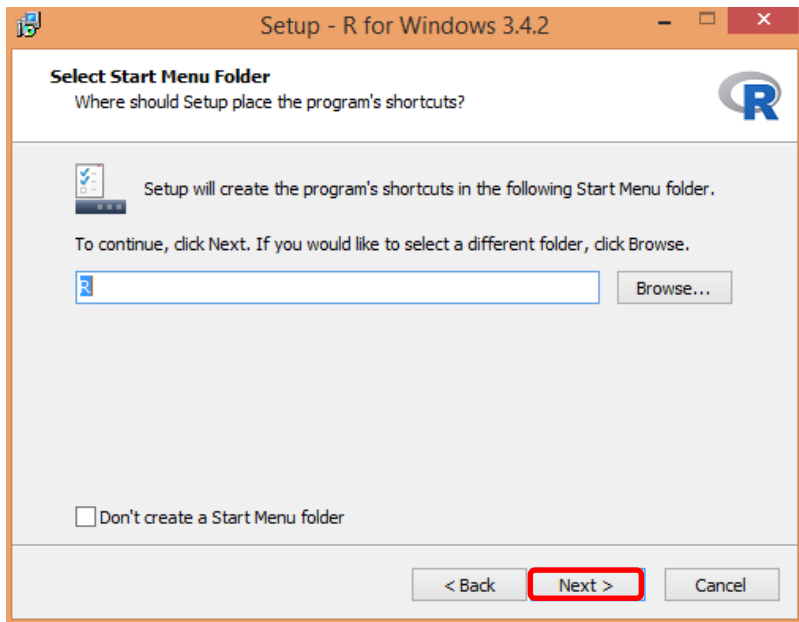 Setup - R for Windows 3.4.2
Select Start Menu Folder
Where should Setup place the program's shortcuts?
R
Setup will create the program's shortcuts in the following Start Menu folder.
To continue, click Next. If you would like to select a different folder, click Browse.
R
Browse...
Don't create a Start Menu folder
< Back
Next >
Cancel